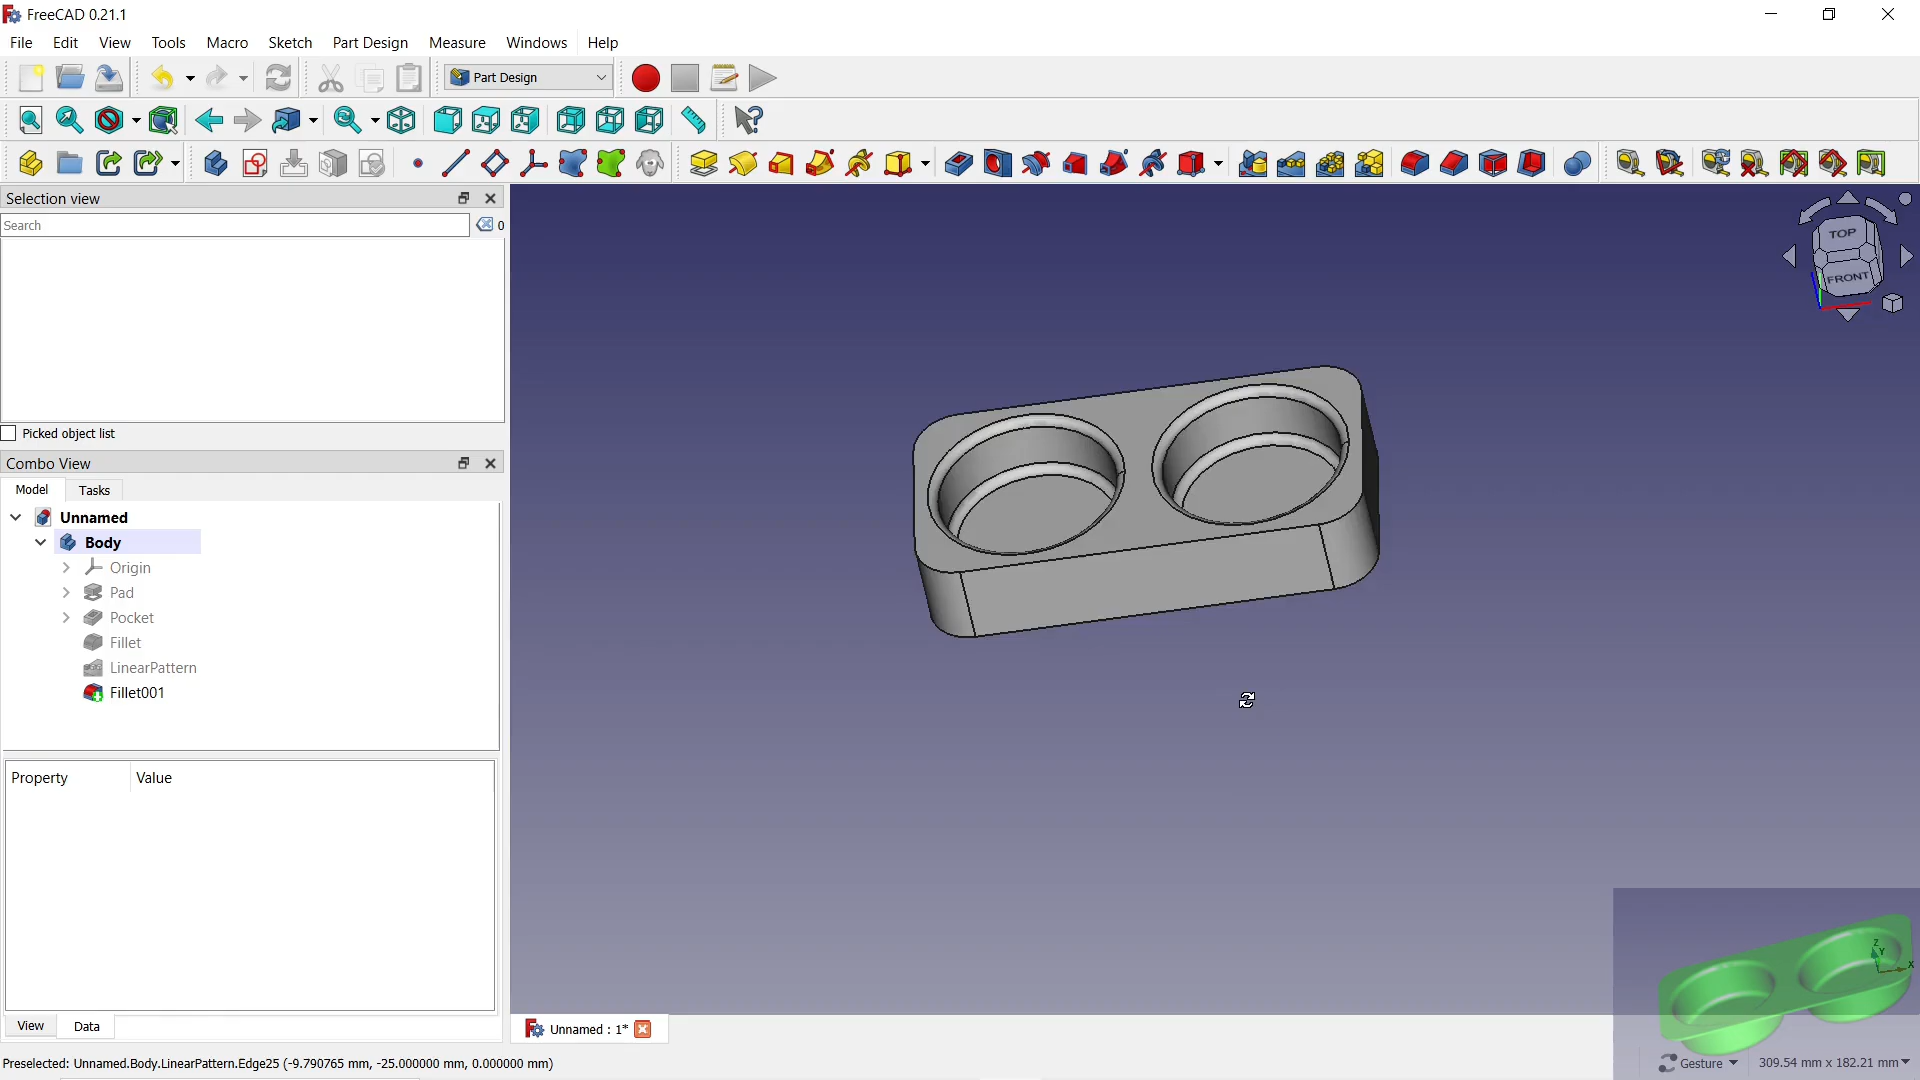 FreeCAD 0.21.1
File Edit View Tools Macro Sketch Part Design Measure Windows Help
Part Design
Selection view
Search
0
Picked object list
Combo View
Model Tasks
Unnamed
Body
Origin
Pad
Pocket
Fillet
LinearPattern
Fillet001
Property Value
View Data
TOP
FRONT
Z
Y
X
Unnamed : 1*
Preselected: Unnamed.Body.LinearPattern.Edge25 (-9.790765 mm, -25.000000 mm, 0.000000 mm)
Gesture 309.54 mm x 182.21 mm